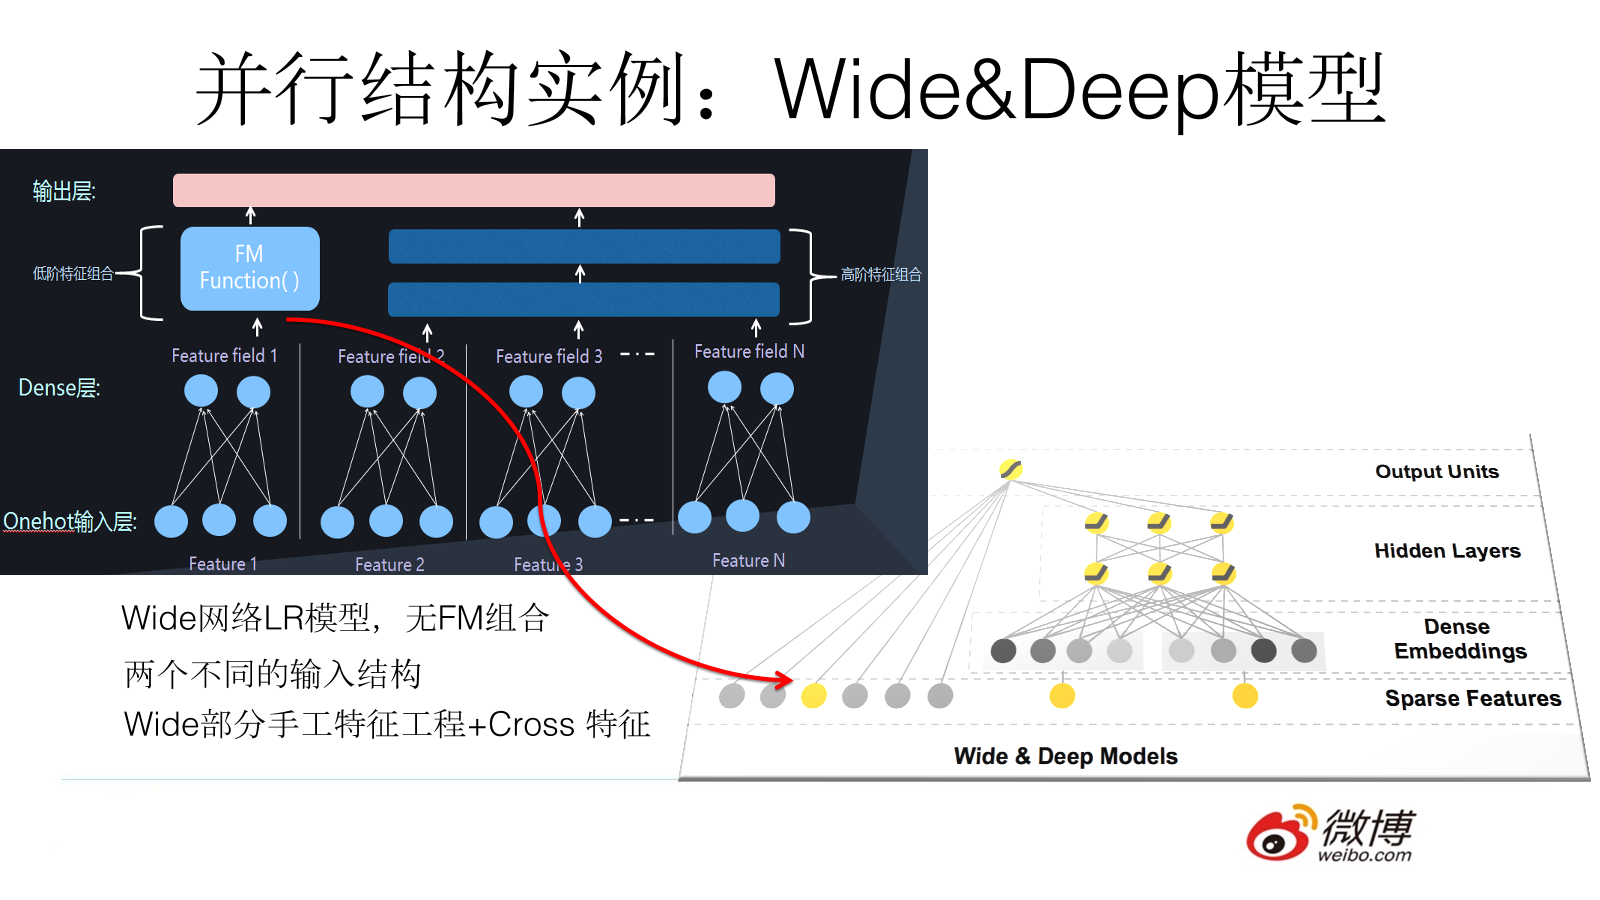 并行结构实例：Wide&Deep模型
输出层:
FM
Function( )
低阶特征组合
高阶特征组合
Feature field 1
Feature field 2
Feature field 3
Feature field N
Dense层:
Onehot输入层:
Feature 1
Feature 2
Feature 3
Feature N
Output Units
Hidden Layers
Dense
Embeddings
Sparse Features
Wide & Deep Models
Wide网络LR模型，无FM组合
两个不同的输入结构
Wide部分手工特征工程+Cross 特征
微博
weibo.com